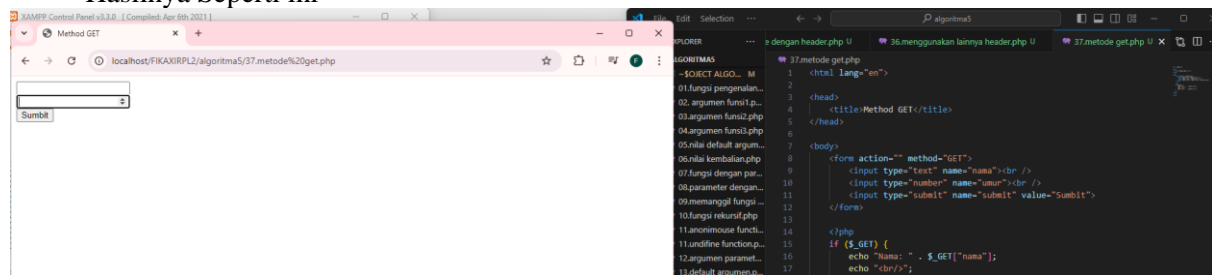 Hasilnya seperti ini
XAMPP Control Panel v3.3.0 [ Compiled: Apr 6th 2021 ]
Method GET
localhost/FIKAXIRPL2/algoritma5/37.metode%20get.php
F
Sumbit
File Edit Selection ... algoritma5
XPLORER ... e dengan header.php U 36.menggunakan lainnya header.php U 37.metode get.php U
LGORITMA5
~$OJECT ALGO... M
01.fungsi pengenalan...
02. argumen funsi1.p...
03.argumen funsi2.php
04.argumen funsi3.php
05.nilai default argum...
06.nilai kembalian.php
07.fungsi dengan par...
08.parameter dengan...
09.memanggil fungsi ...
10.fungsi rekursif.php
11.anonimouse functi...
11.undifine function.p...
12.argumen paramet...
13.default argumen.p...
37.metode get.php
1 <html lang="en">
2
3 <head>
4 <title>Method GET</title>
5 </head>
6
7 <body>
8 <form action="" method="GET">
9 <input type="text" name="nama"><br />
10 <input type="number" name="umur"><br />
11 <input type="submit" name="submit" value="Sumbit">
12 </form>
13
14 <?php
15 if ($_GET) {
16 echo "Nama: " . $_GET["nama"];
17 echo "<br/>";